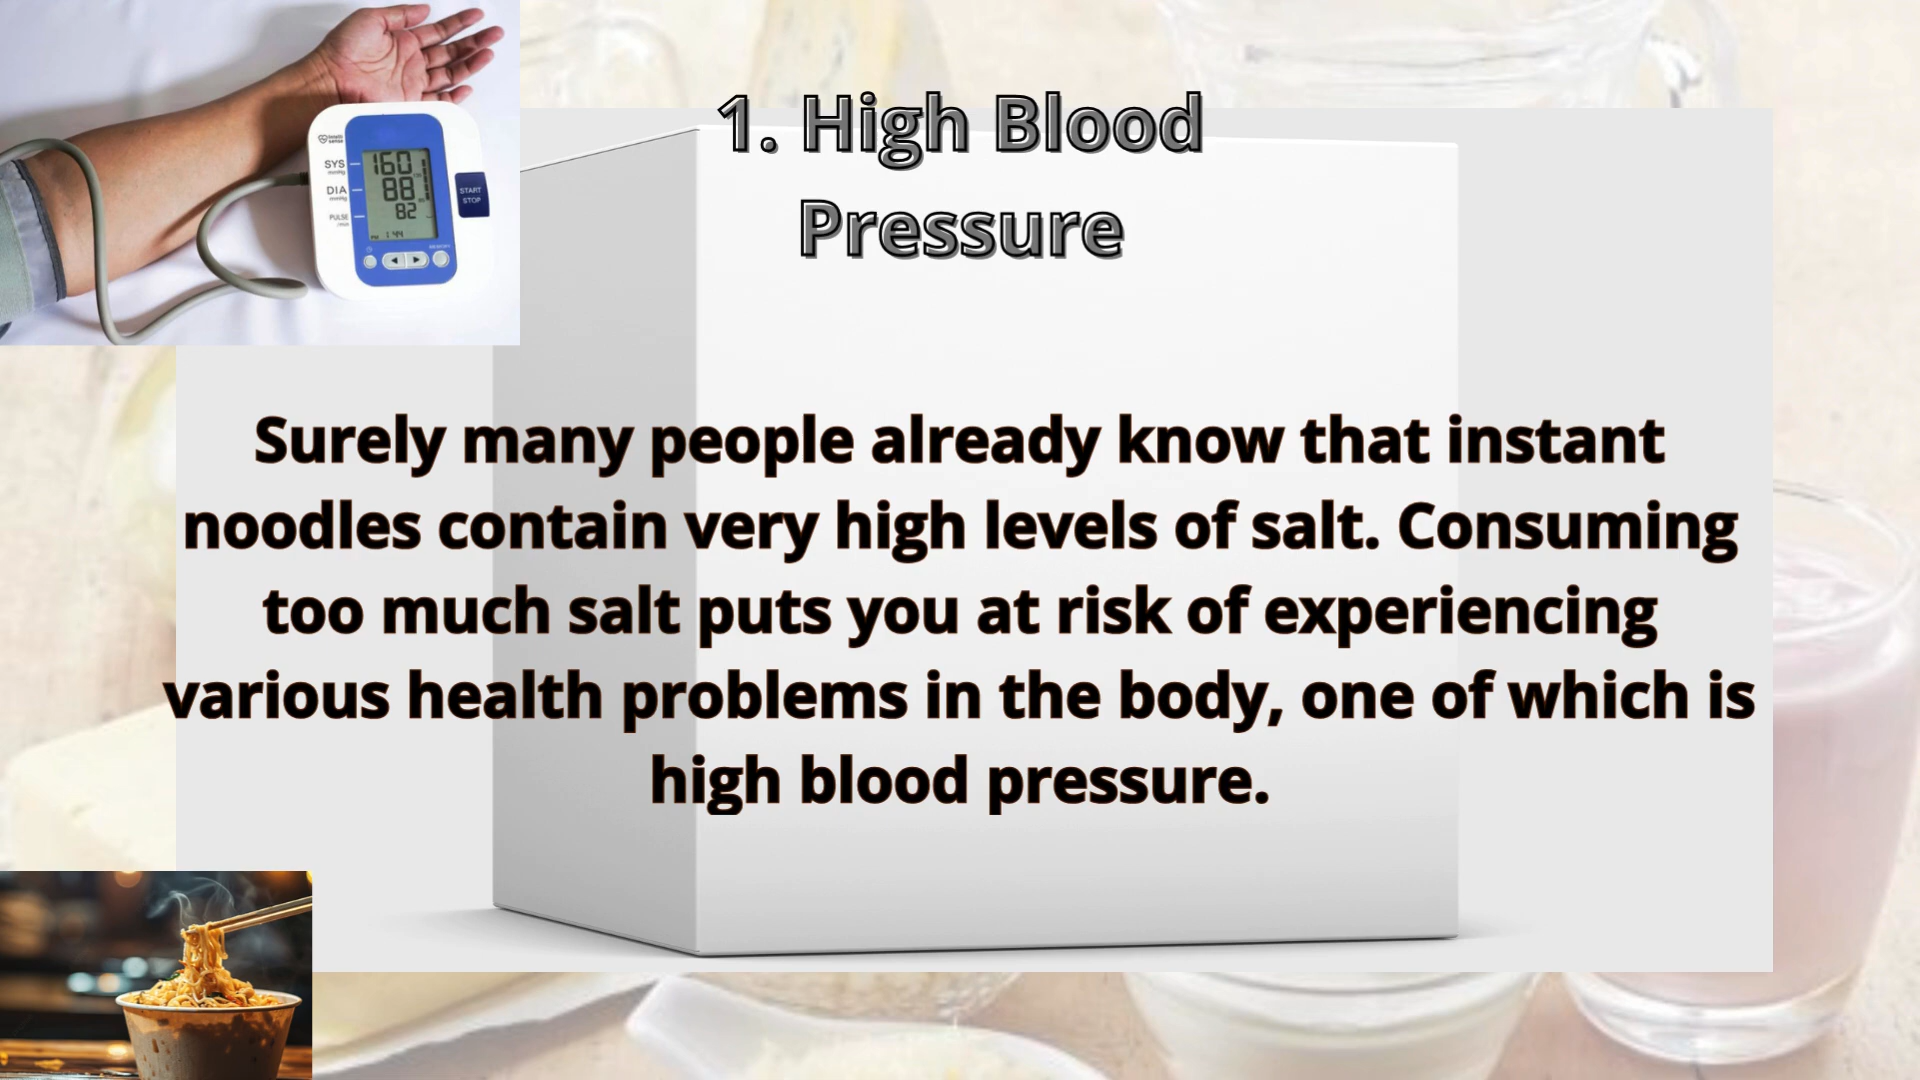 1. High Blood
Pressure
SYS
mmHg
160
DIA
mmHg
88
PULSE
82
START
STOP
Surely many people already know that instant
noodles contain very high levels of salt. Consuming
too much salt puts you at risk of experiencing
various health problems in the body, one of which is
high blood pressure.